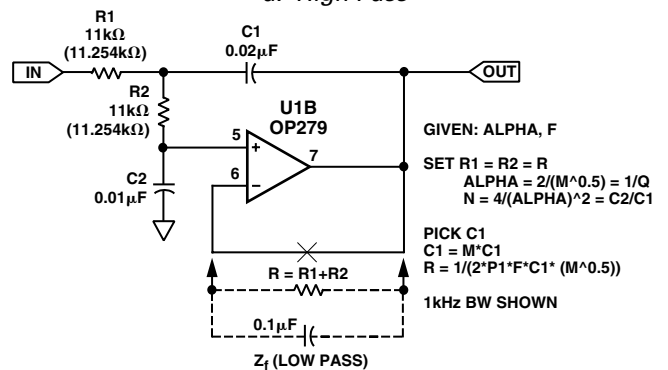 R1
11kΩ
(11.254kΩ)
C1
0.02μF
IN
OUT
R2
11kΩ
(11.254kΩ)
U1B
OP279
5
6
7
+
−
C2
0.01μF
GIVEN: ALPHA, F
SET R1 = R2 = R
ALPHA = 2/(M^0.5) = 1/Q
N = 4/(ALPHA)^2 = C2/C1
PICK C1
C1 = M*C1
R = 1/(2*P1*F*C1* (M^0.5))
1kHz BW SHOWN
R = R1+R2
0.1μF
Zf (LOW PASS)